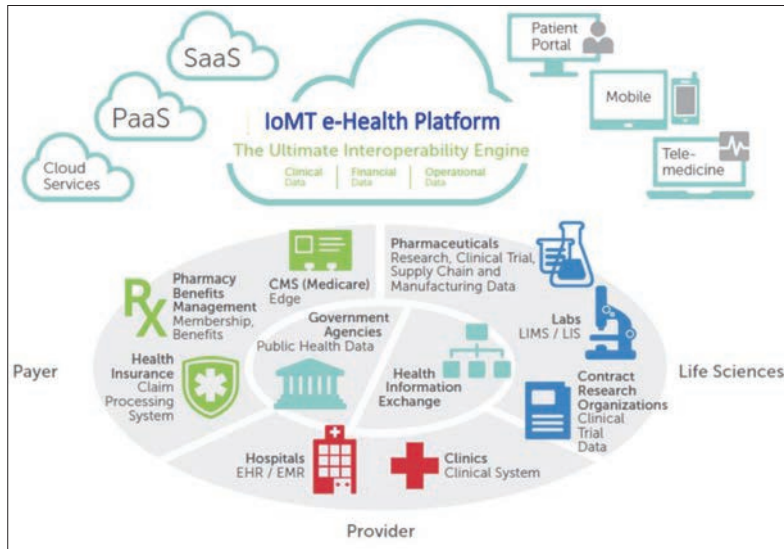 SaaS
PaaS
Cloud
Services
IoMT e-Health Platform
The Ultimate Interoperability Engine
Clinical
Data
Financial
Data
Operational
Data
Patient
Portal
Mobile
Tele-
medicine
Payer
Pharmacy
Benefits
Management
Membership,
Benefits
Rx
CMS (Medicare)
Edge
Health
Insurance
Claim
Processing
System
Government
Agencies
Public Health Data
Health
Information
Exchange
Pharmaceuticals
Research, Clinical Trial,
Supply Chain and
Manufacturing Data
Labs
LIMS / LIS
Contract
Research
Organizations
Clinical
Trial
Data
Life Sciences
Hospitals
EHR / EMR
Clinics
Clinical System
Provider